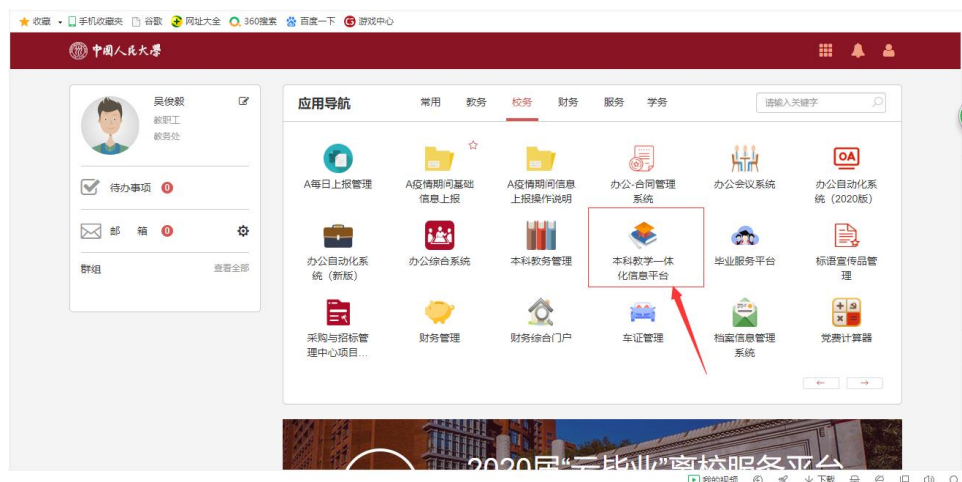 收藏 手机收藏夹 谷歌 网址大全 360搜索 百度一下 游戏中心
中国人民大學
吴俊毅
教职工
教务处
待办事项 0
邮 箱 0
群组 查看全部
应用导航 常用 教务 校务 财务 服务 学务 请输入关键字
A每日上报管理 A疫情期间基础 A疫情期间信息 办公-合同管理 办公会议系统 办公自动化系
信息上报 上报操作说明 系统 统（2020版）
办公自动化系 办公综合系统 本科教务管理 本科教学一体 毕业服务平台 标语宣传品管
统（新版） 化信息平台 理
采购与招标管 财务管理 财务综合门户 车证管理 档案信息管理 党费计算器
理中心项目... 系统
2020届“云毕业”离校服务平台
我的视频 下载